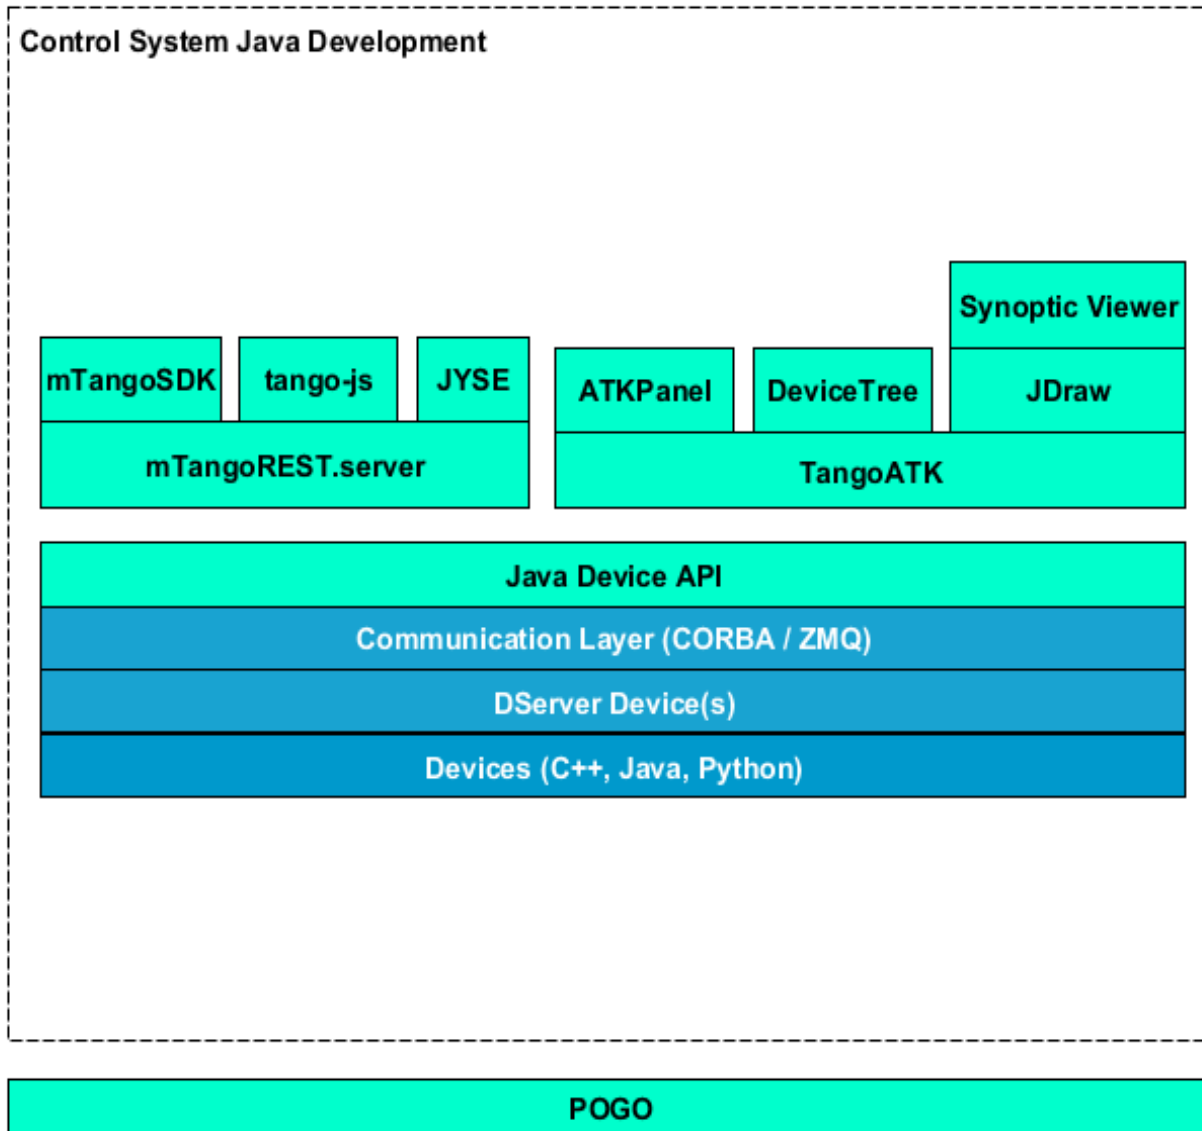 Control System Java Development
Synoptic Viewer
mTangoSDK
tango-js
JYSE
ATKPanel
DeviceTree
JDraw
mTangoREST.server
TangoATK
Java Device API
Communication Layer (CORBA / ZMQ)
DServer Device(s)
Devices (C++, Java, Python)
POGO